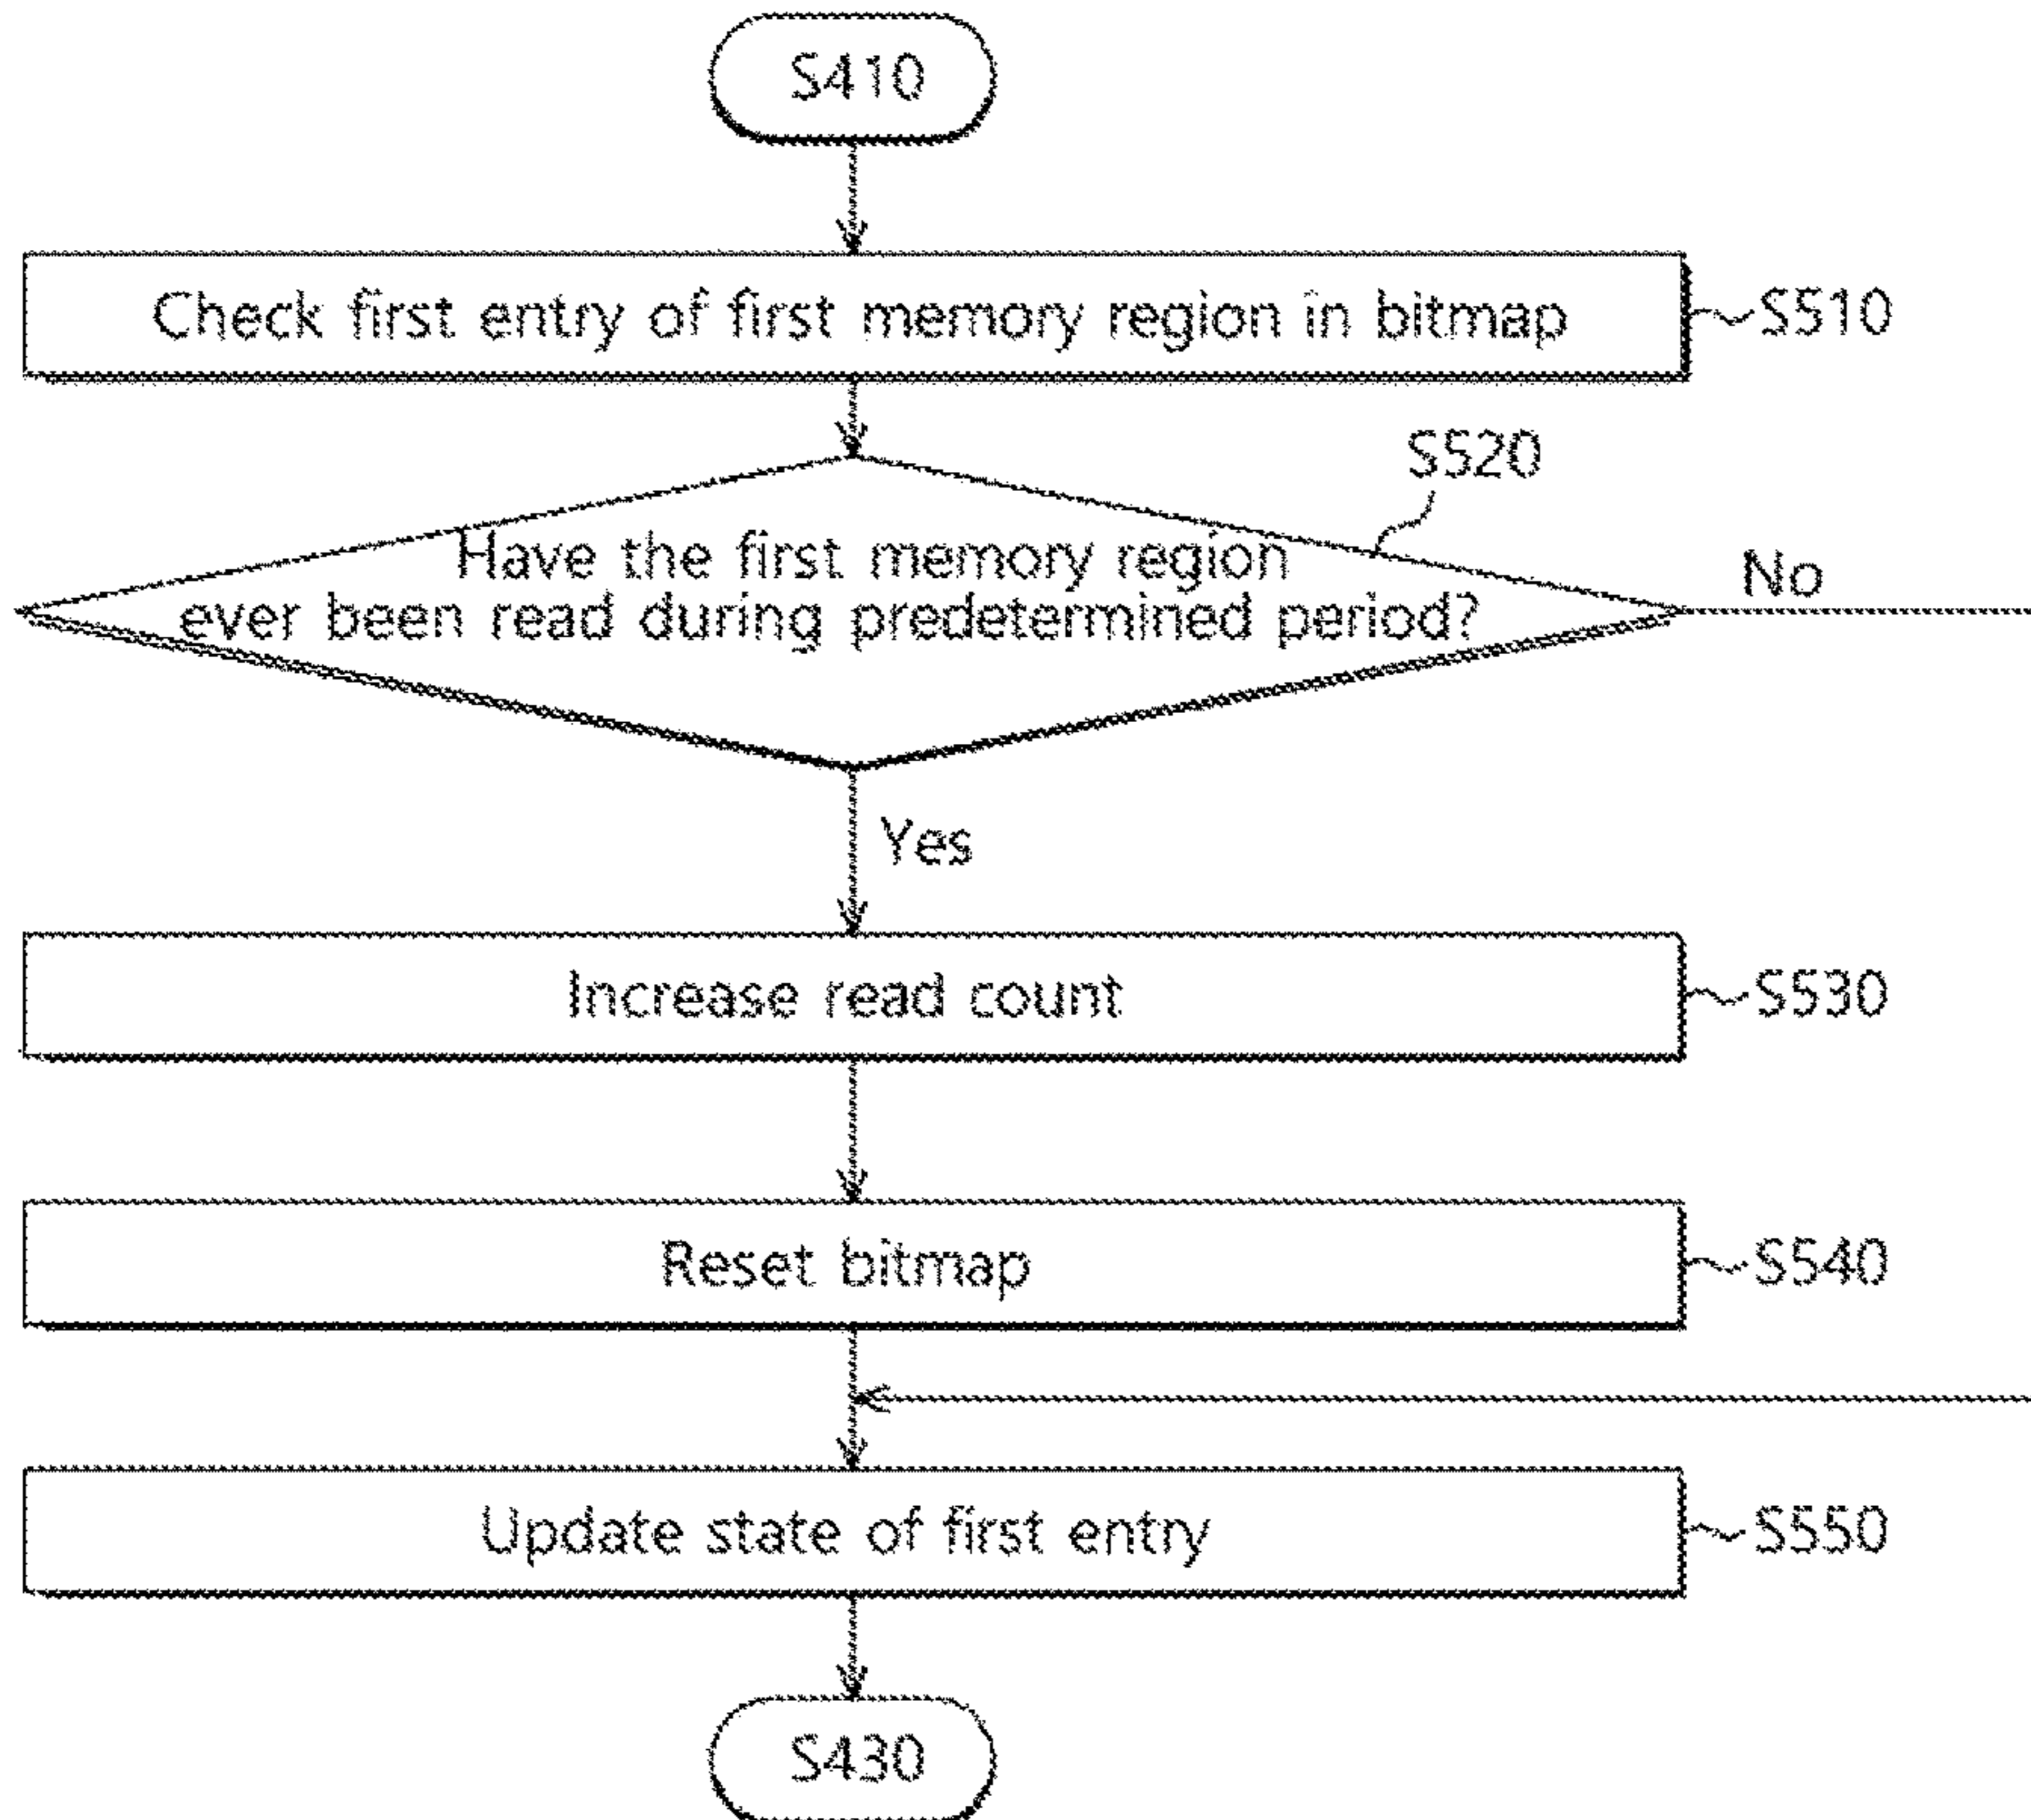 S410
Check first entry of first memory region in bitmap
S510
S520
Have the first memory region
ever been read during predetermined period?
No
Yes
Increase read count
S530
Reset bitmap
S540
Update state of first entry
S550
S430